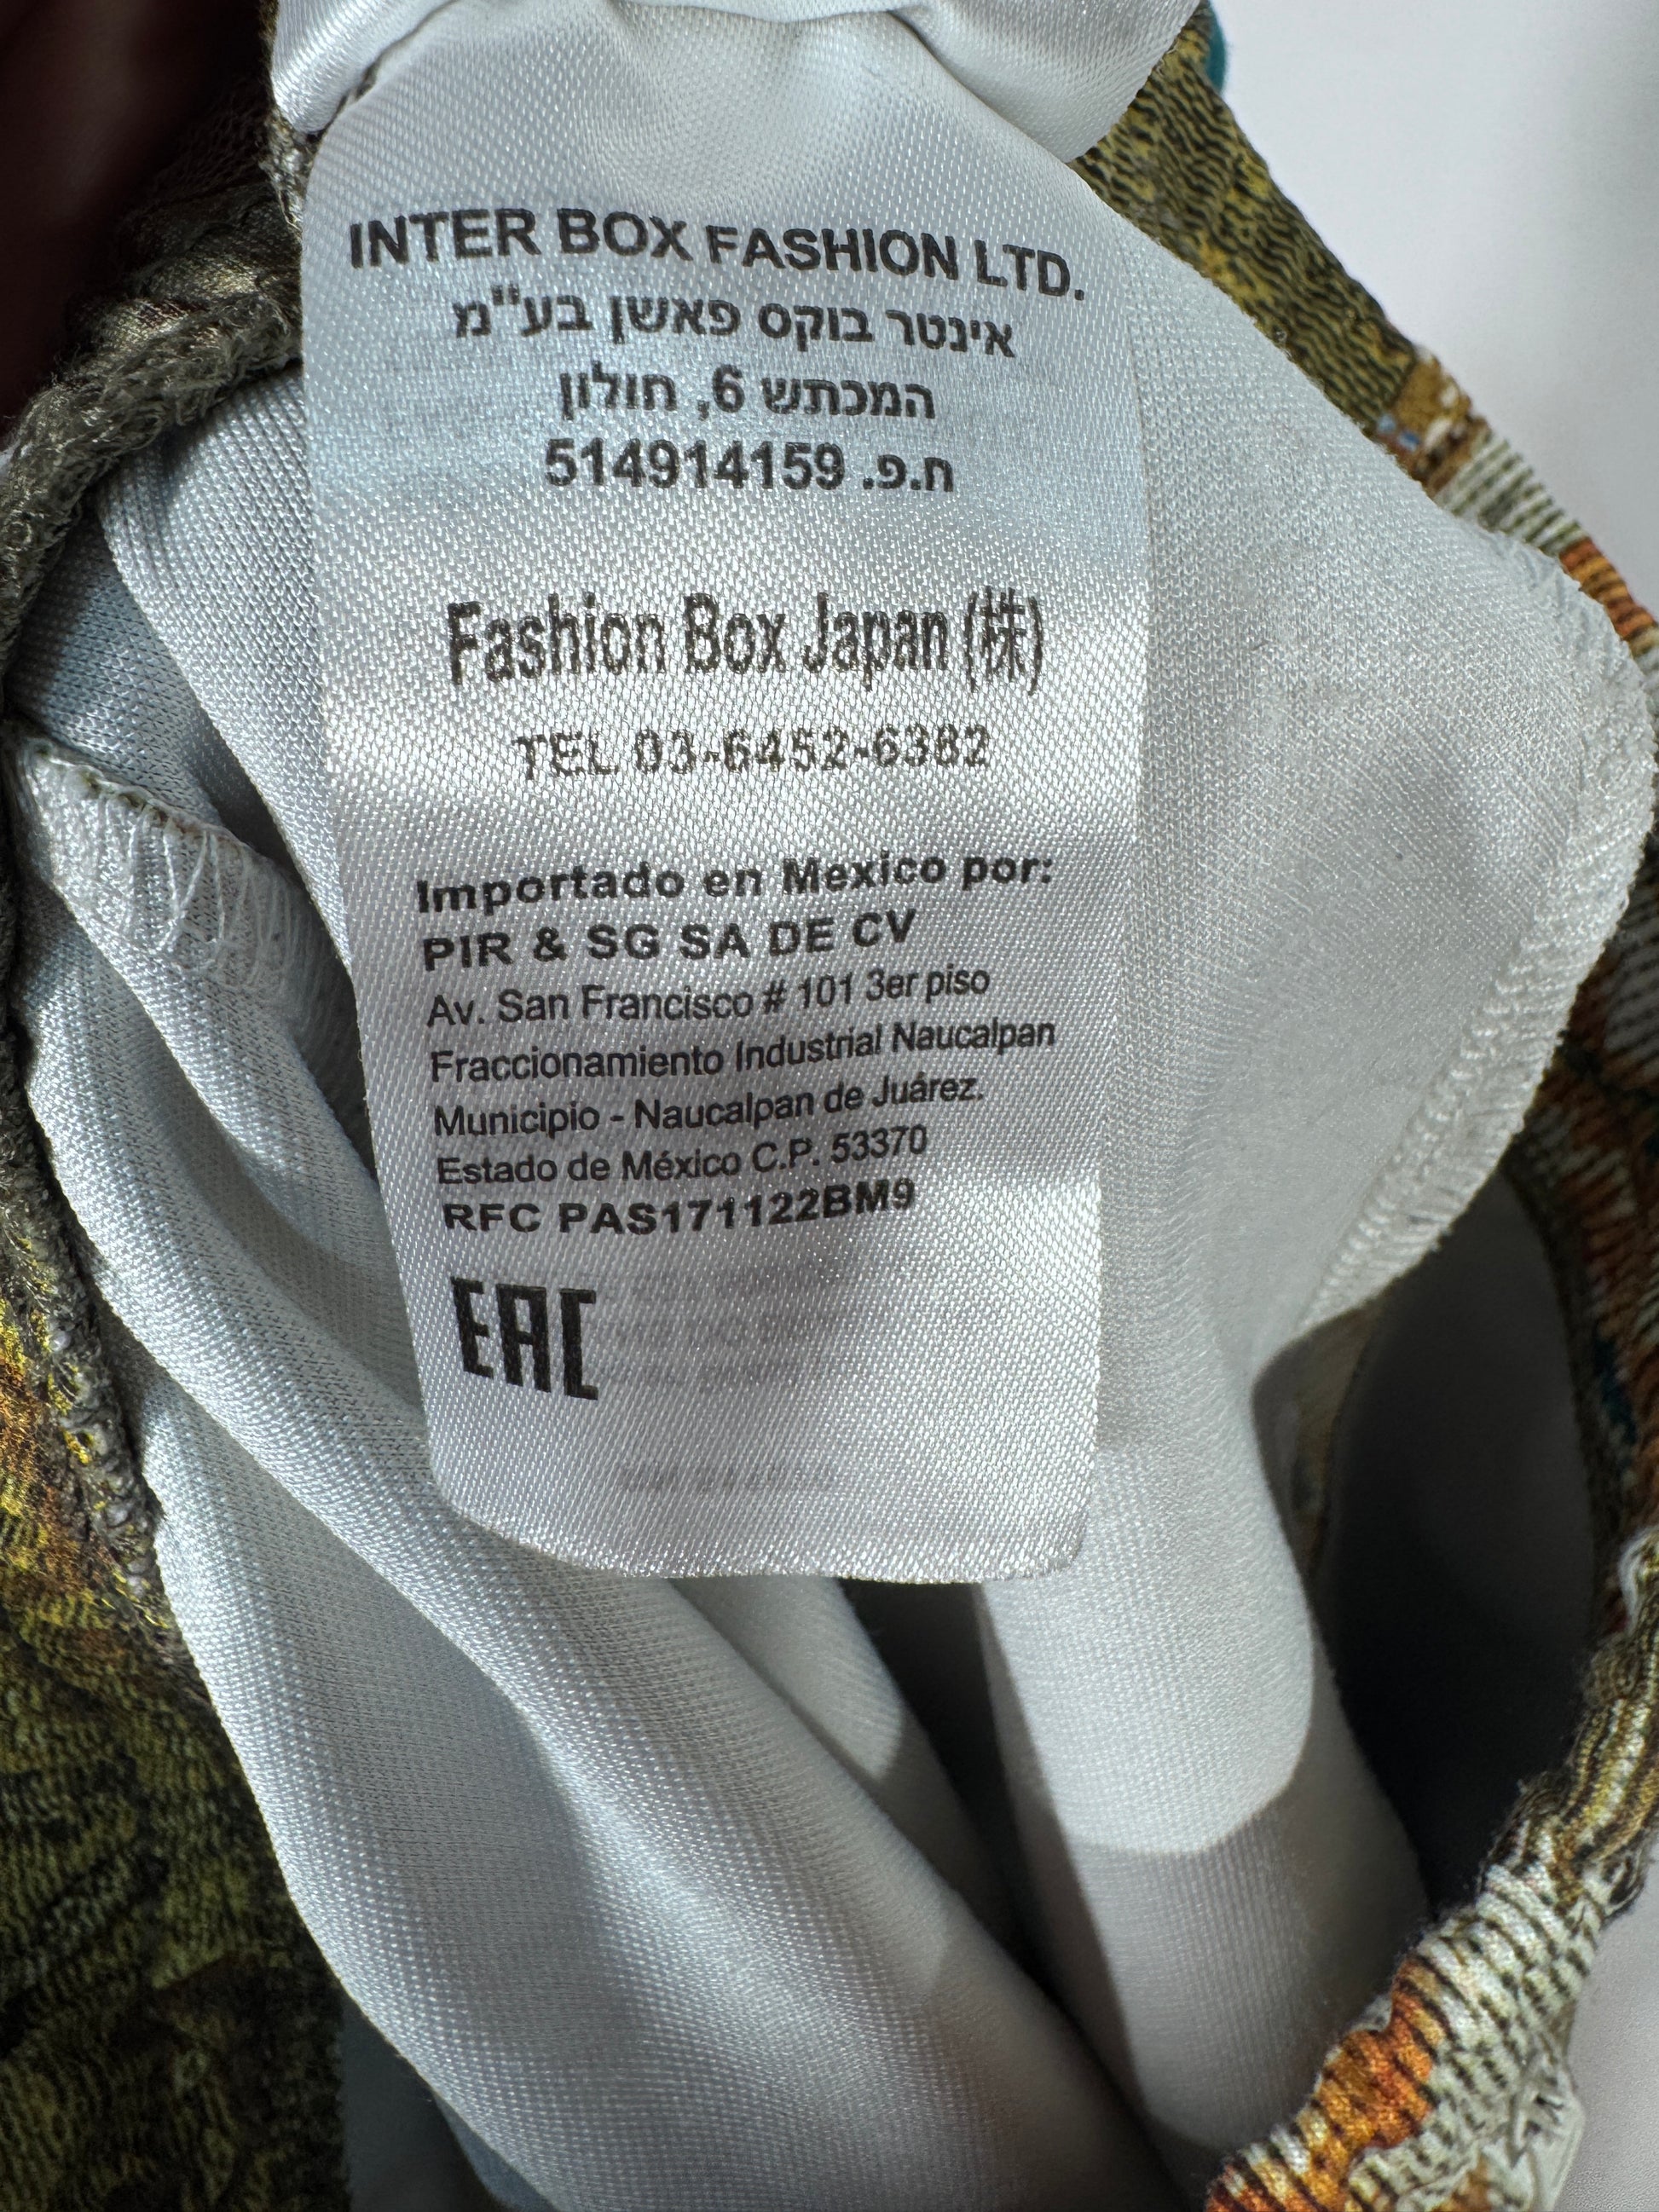 INTER BOX FASHION LTD.
אינטר בוקס פאשן בע"מ
המכתש 6, חולון
ח.פ. 514914159
Fashion Box Japan (株)
TEL 03-6452-6382
Importado en Mexico por:
PIR & SG SA DE CV
Av. San Francisco # 101 3er piso
Fraccionamiento Industrial Naucalpan
Municipio - Naucalpan de Juárez.
Estado de México C.P. 53370
RFC PAS171122BM9
EAC